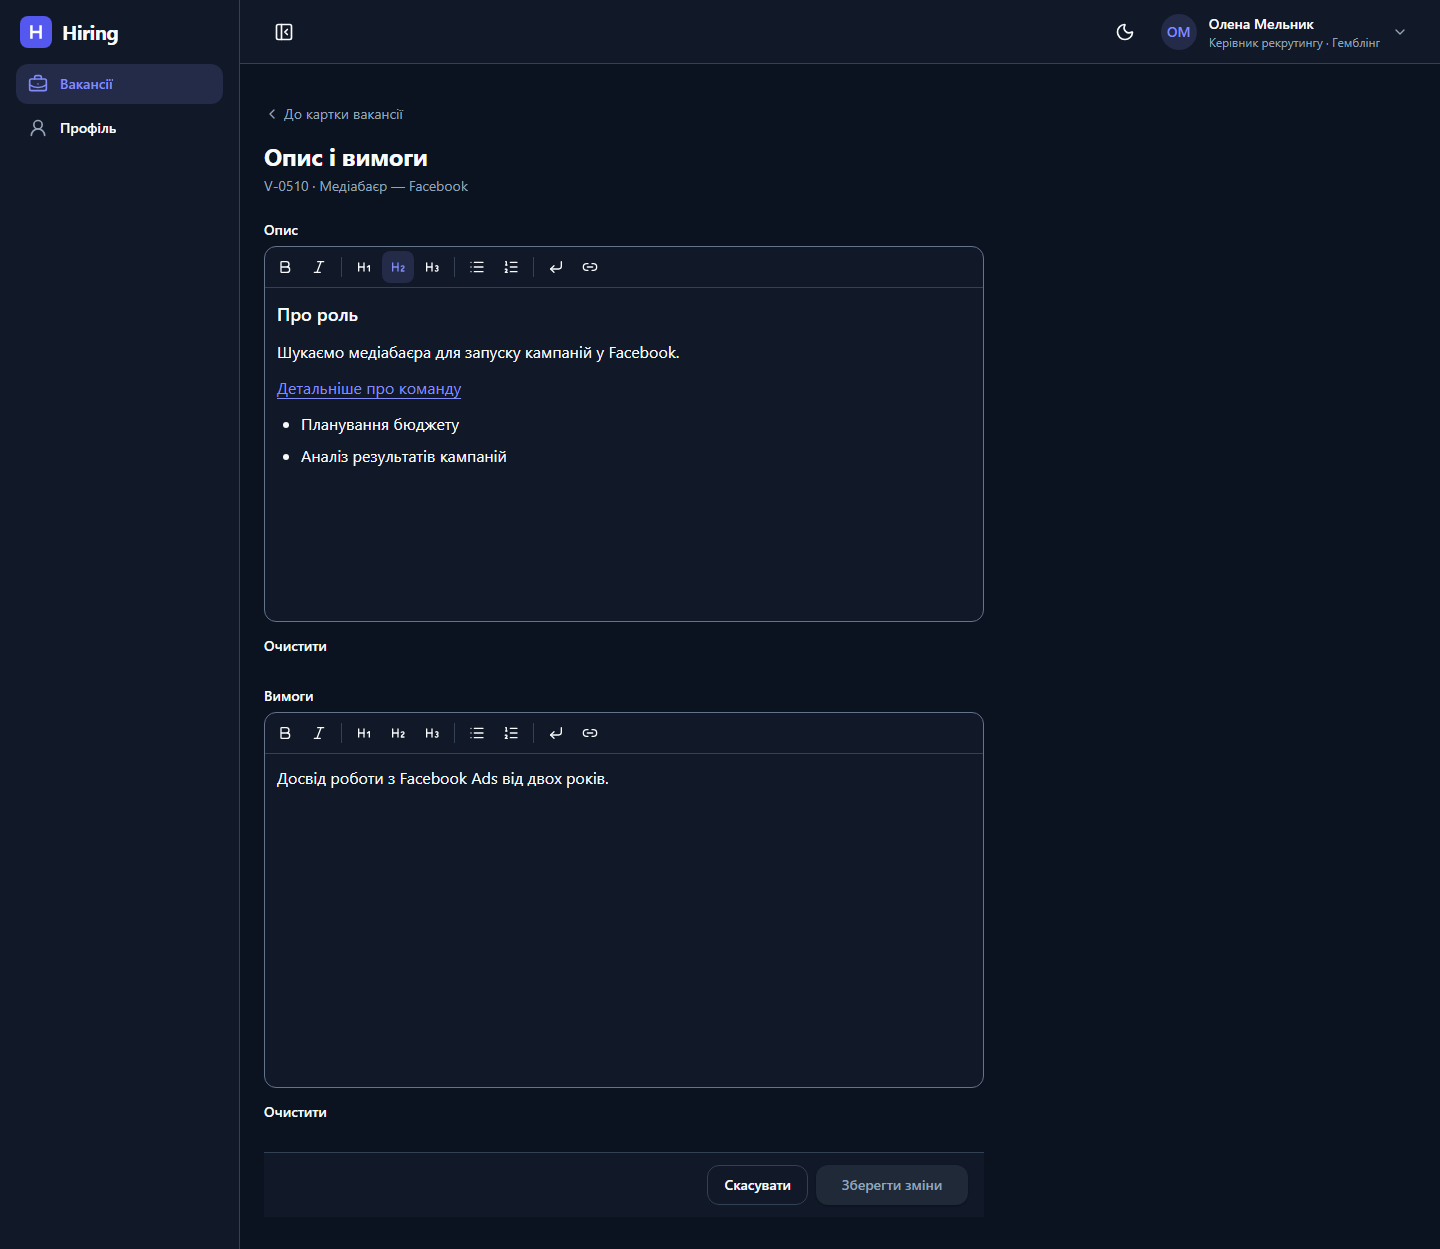 H Hiring
Вакансії
Профіль
ОМ
Олена Мельник
Керівник рекрутингу · Гемблінг
До картки вакансії
Опис і вимоги
V-0510 · Медіабаєр — Facebook
Опис
B I H1 H2 H3
Про роль
Шукаємо медіабаєра для запуску кампаній у Facebook.
Детальніше про команду
• Планування бюджету
• Аналіз результатів кампаній
Очистити
Вимоги
B I H1 H2 H3
Досвід роботи з Facebook Ads від двох років.
Очистити
Скасувати
Зберегти зміни